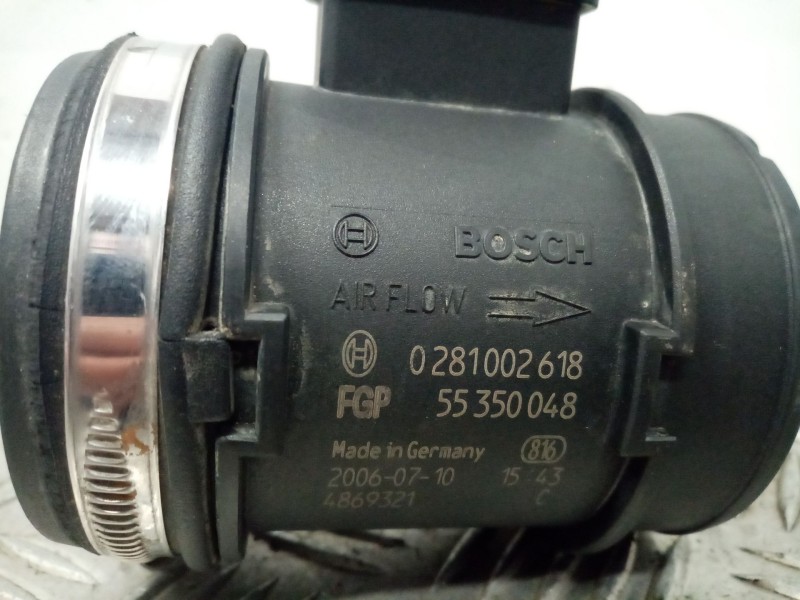 BOSCH
AIR FLOW
0 281 002 618
FGP 55 350 048
Made in Germany 816
2006-07-10 15 43
4869321 C